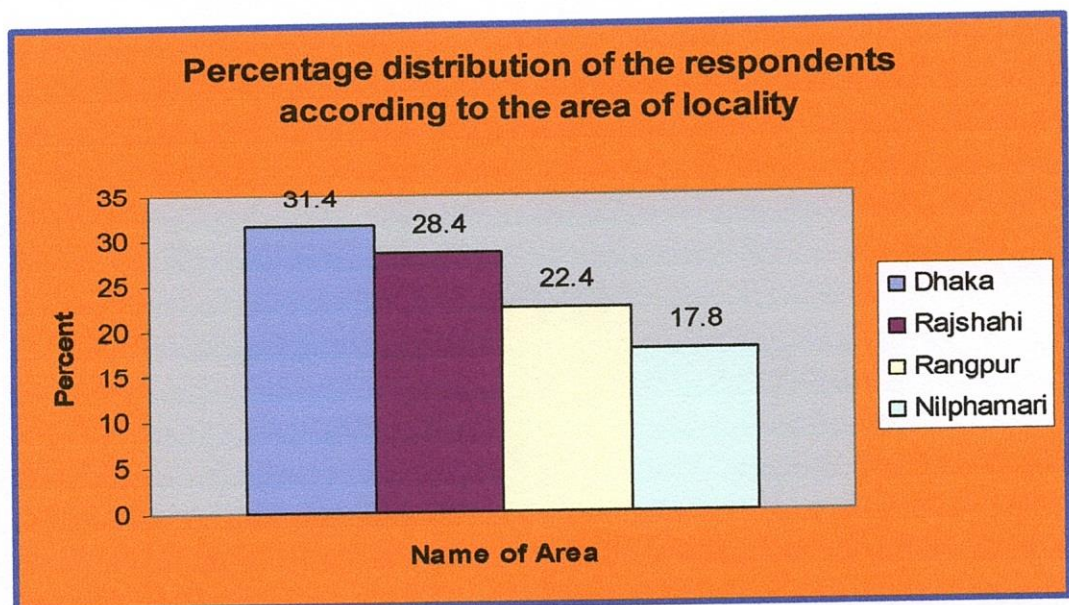 Percentage distribution of the respondents
according to the area of locality
35
30
25
20
15
10
5
0
Percent
31.4
28.4
22.4
17.8
Name of Area
Dhaka
Rajshahi
Rangpur
Nilphamari